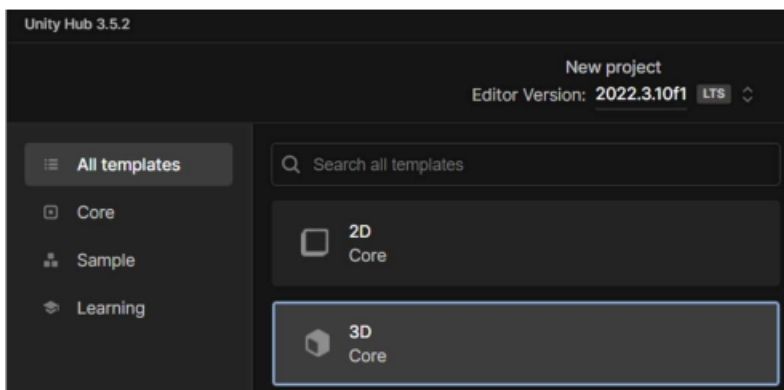 Unity Hub 3.5.2
New project
Editor Version: 2022.3.10f1 LTS
All templates
Core
Sample
Learning
Search all templates
2D
Core
3D
Core